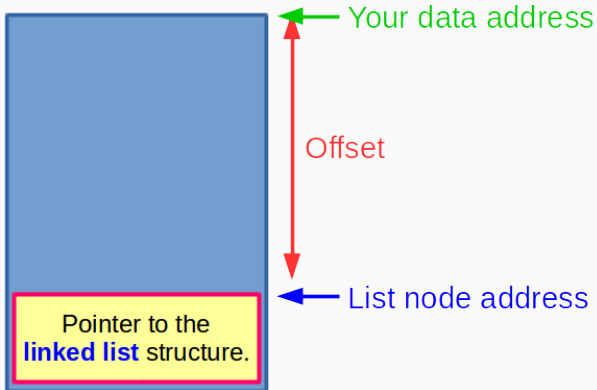 Your data address
Offset
List node address
Pointer to the
linked list structure.